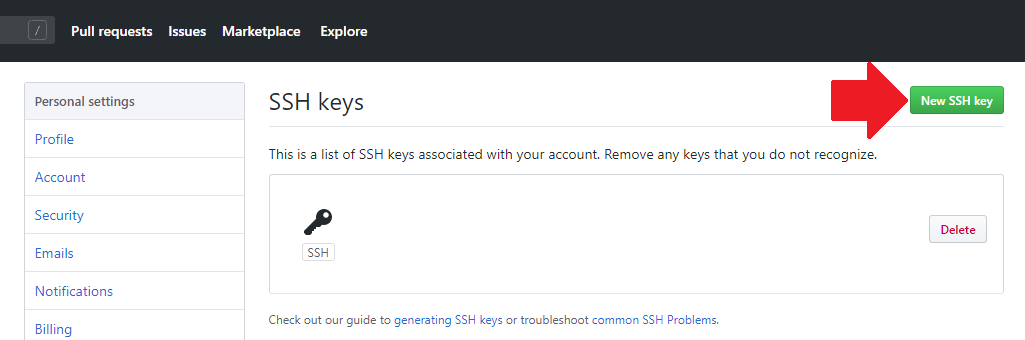 / Pull requests Issues Marketplace Explore
Personal settings
Profile
Account
Security
Emails
Notifications
Billing
SSH keys
New SSH key
This is a list of SSH keys associated with your account. Remove any keys that you do not recognize.
SSH
Delete
Check out our guide to generating SSH keys or troubleshoot common SSH Problems.